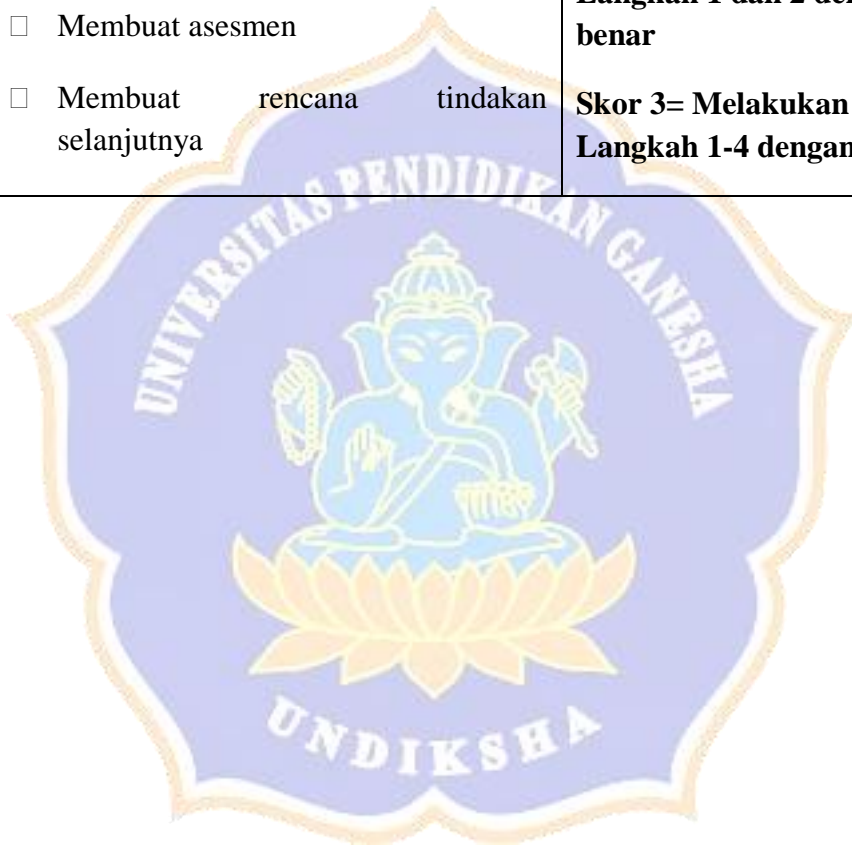 Langkah 1 dan 2
□ Membuat asesmen
benar
□ Membuat rencana tindakan
selanjutnya
Skor 3= Melakukan
Langkah 1-4 dengan
UNIVERSITAS PENDIDIKAN GANESHA
UNDIKSHA